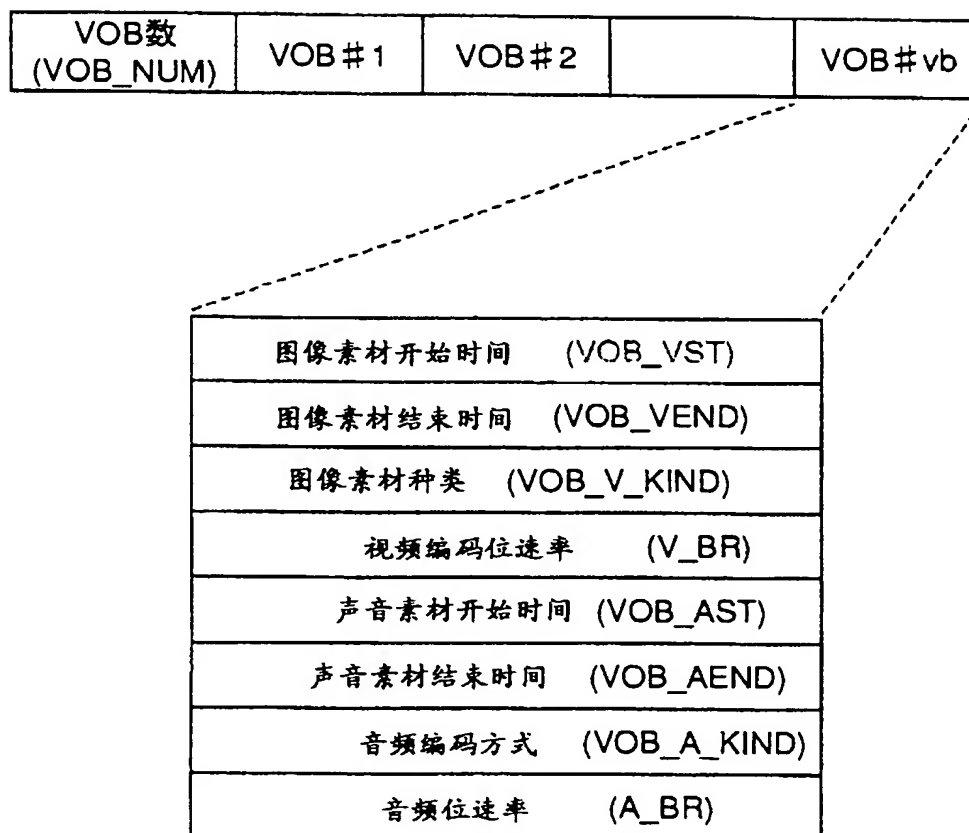 VOB数
(VOB_NUM)
VOB#1
VOB#2
VOB#vb
图像素材开始时间 (VOB_VST)
图像素材结束时间 (VOB_VEND)
图像素材种类 (VOB_V_KIND)
视频编码位速率 (V_BR)
声音素材开始时间 (VOB_AST)
声音素材结束时间 (VOB_AEND)
音频编码方式 (VOB_A_KIND)
音频位速率 (A_BR)